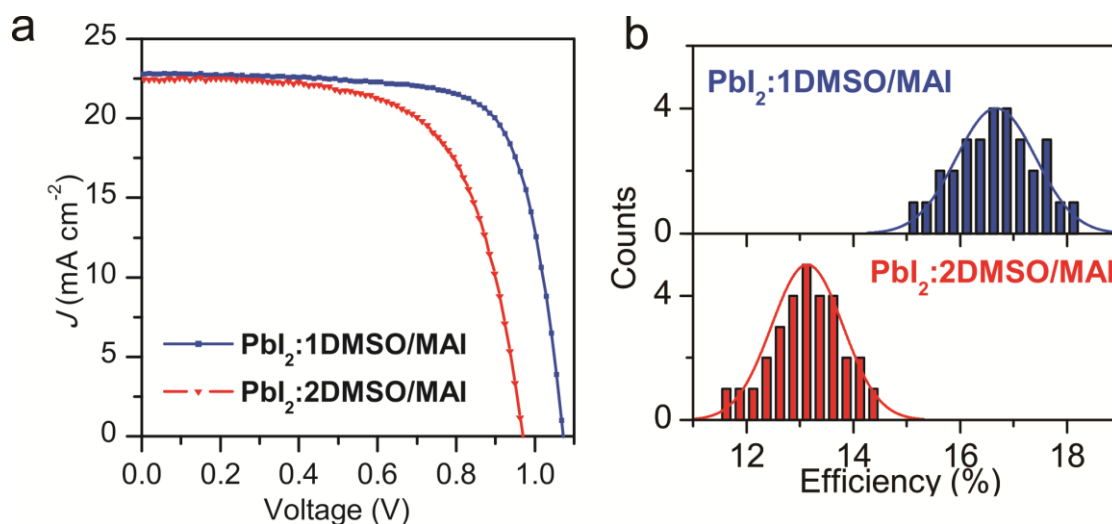 a
25
20
15
10
5
0
J (mA cm⁻²)
PbI₂:1DMSO/MAI
PbI₂:2DMSO/MAI
0.0 0.2 0.4 0.6 0.8 1.0
Voltage (V)
b
PbI₂:1DMSO/MAI
4
0
Counts
PbI₂:2DMSO/MAI
4
0
12 14 16 18
Efficiency (%)